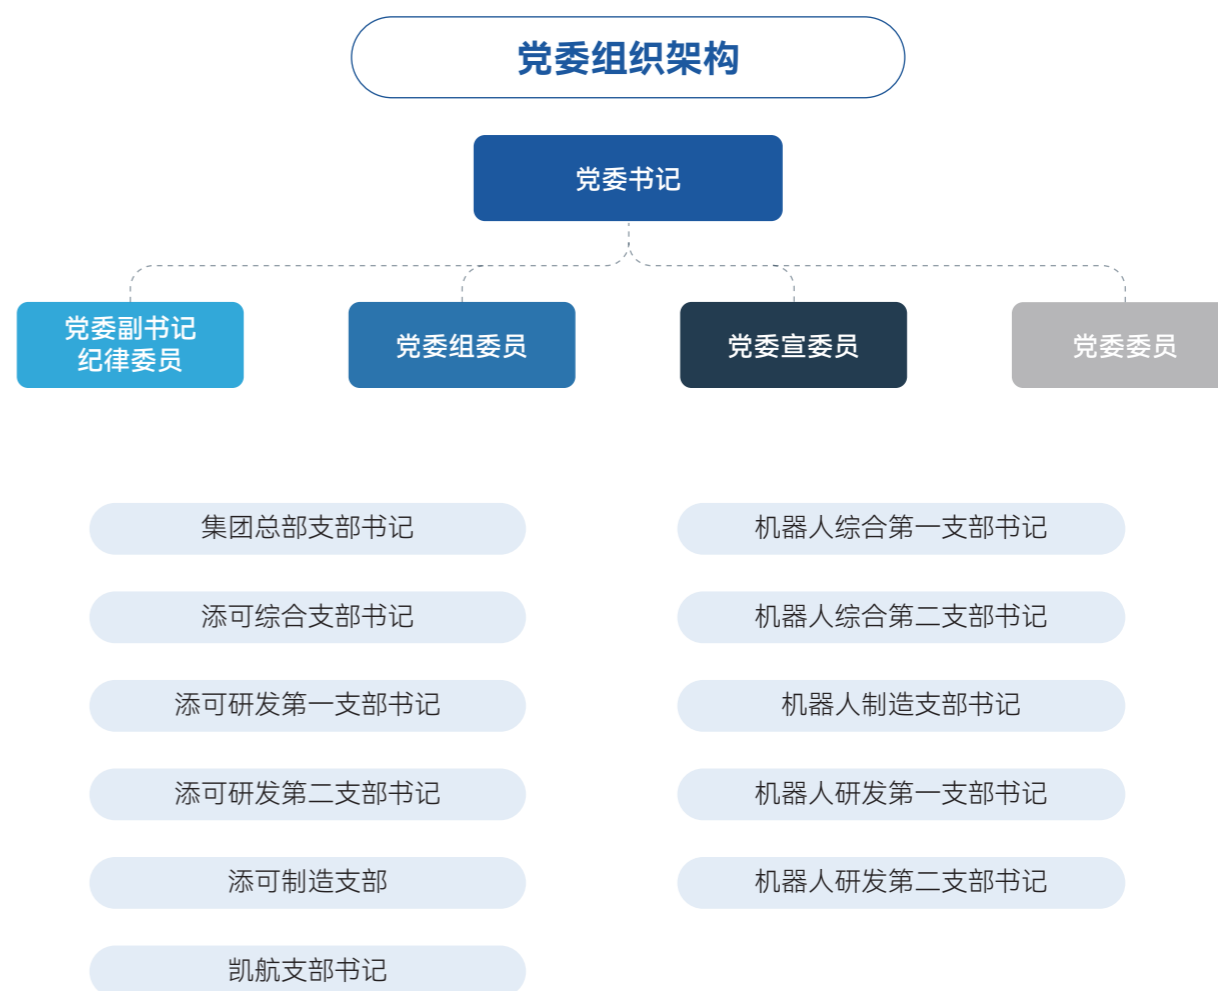 党委组织架构
党委书记
党委副书记
纪律委员
党委组委员
党委宣委员
党委委员
集团总部支部书记
添可综合支部书记
添可研发第一支部书记
添可研发第二支部书记
添可制造支部
凯航支部书记
机器人综合第一支部书记
机器人综合第二支部书记
机器人制造支部书记
机器人研发第一支部书记
机器人研发第二支部书记